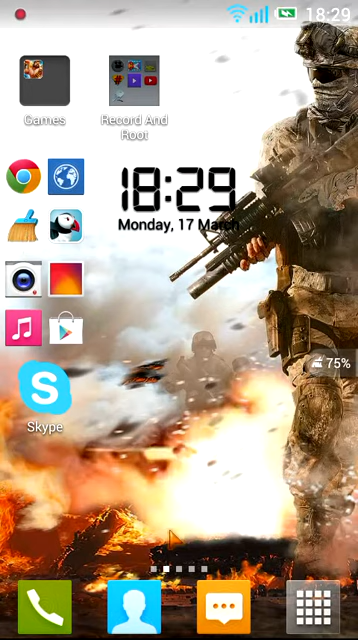 18:29
Games
Record And
Root
18:29
Monday, 17 March
75%
Skype